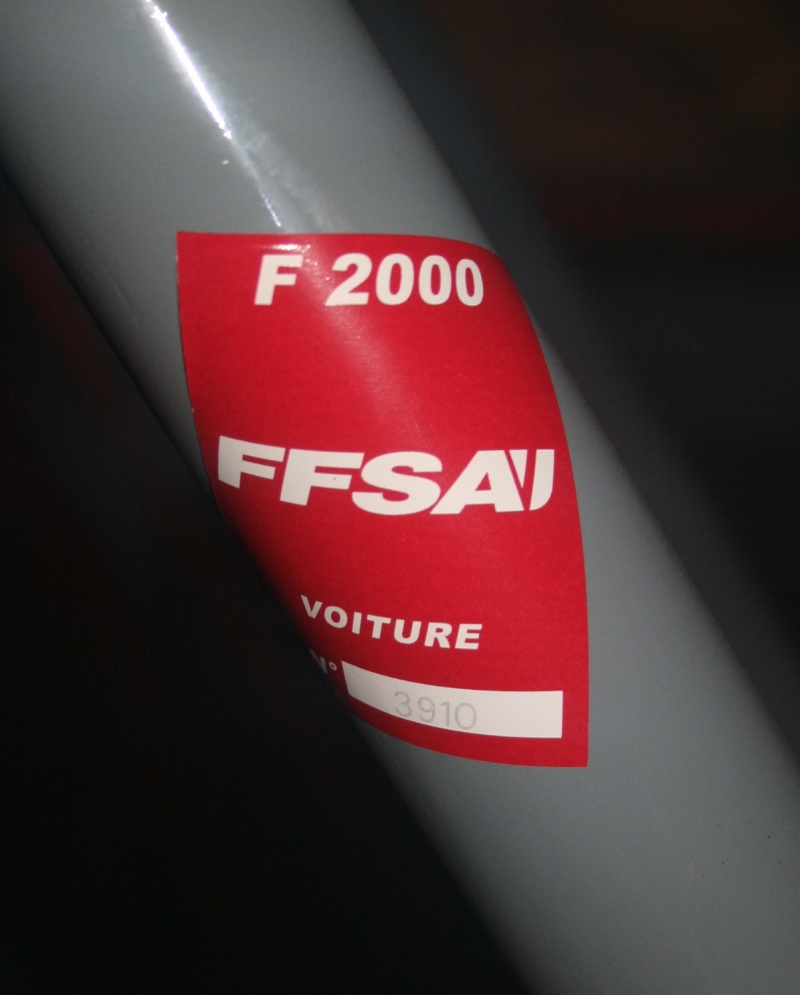 F 2000
FFSA
VOITURE
N° 3910